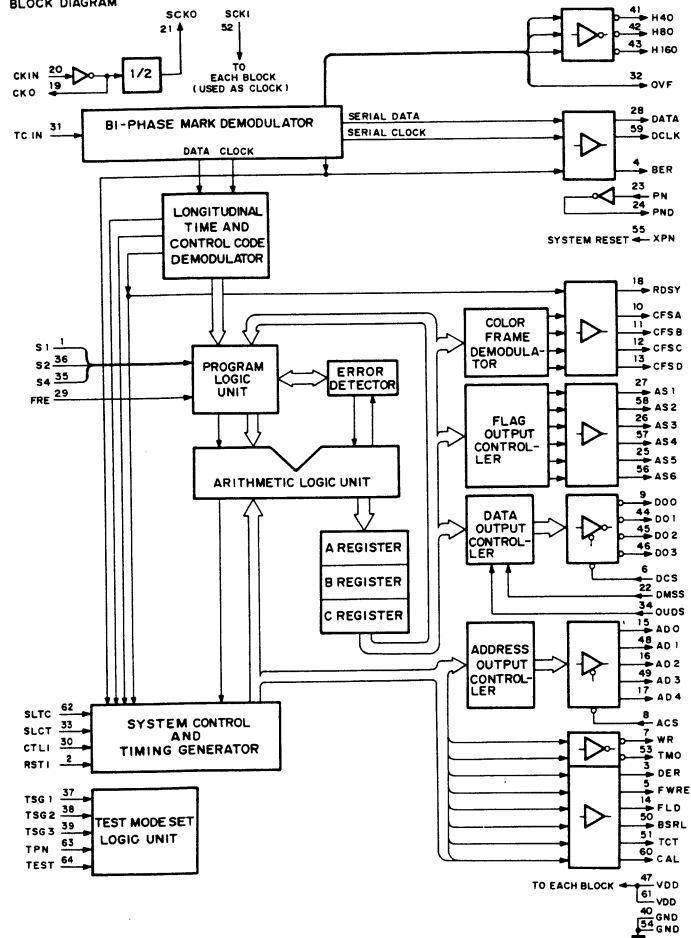 BLOCK DIAGRAM
SCKO
21
SCKI
52
TO
EACH BLOCK
(USED AS CLOCK)
CKIN 20
CKO 19
1/2
41 H40
42 H80
43 H160
32 OVF
TC IN 31
BI-PHASE MARK DEMODULATOR
DATA CLOCK
SERIAL DATA
SERIAL CLOCK
28 DATA
59 DCLK
4 BER
23 PN
24 PND
SYSTEM RESET 55 XPN
LONGITUDINAL
TIME AND
CONTROL CODE
DEMODULATOR
18 RDSY
10 CFSA
11 CFSB
12 CFSC
13 CFSD
COLOR
FRAME
DEMODULA-
TOR
S1 1
S2 36
S4 35
FRE 29
PROGRAM
LOGIC
UNIT
ERROR
DETECTOR
27 AS1
58 AS2
26 AS3
57 AS4
25 AS5
56 AS6
FLAG
OUTPUT
CONTROL-
LER
ARITHMETIC LOGIC UNIT
DATA
OUTPUT
CONTROL-
LER
9 DO0
44 DO1
45 DO2
46 DO3
6 DCS
22 DMSS
34 OUDS
A REGISTER
B REGISTER
C REGISTER
ADDRESS
OUTPUT
CONTROL-
LER
15 AD0
48 AD1
16 AD2
49 AD3
17 AD4
8 ACS
SLTC 62
SLCT 33
CTLI 30
RSTI 2
SYSTEM CONTROL
AND
TIMING GENERATOR
7 WR
53 TMO
3 DER
5 FWRE
14 FLD
50 BSRL
51 TCT
60 CAL
TSG1 37
TSG2 38
TSG3 39
TPN 63
TEST 64
TEST MODE SET
LOGIC UNIT
TO EACH BLOCK 47 VDD
61 VDD
40 GND
54 GND